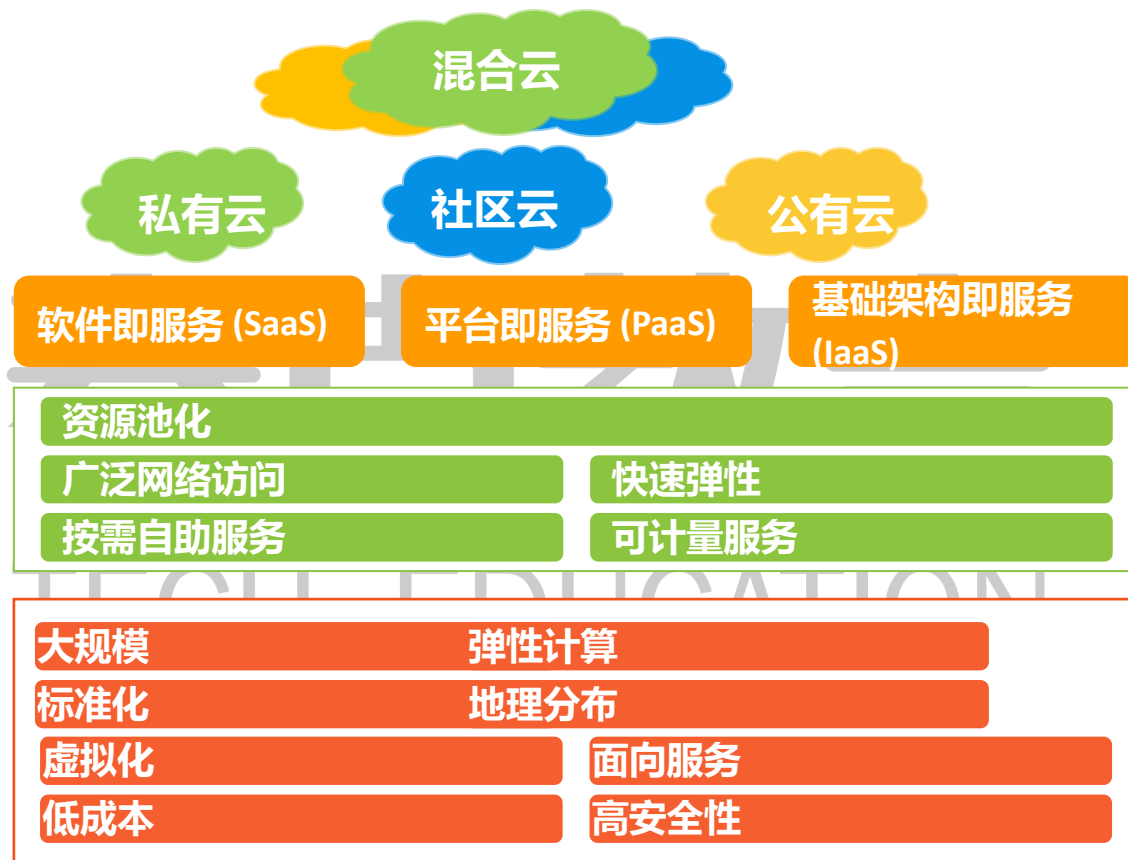 混合云
私有云
社区云
公有云
软件即服务 (SaaS)
平台即服务 (PaaS)
基础架构即服务
(IaaS)
资源池化
广泛网络访问
快速弹性
按需自助服务
可计量服务
TECH EDUCATION
大规模
弹性计算
标准化
地理分布
虚拟化
面向服务
低成本
高安全性